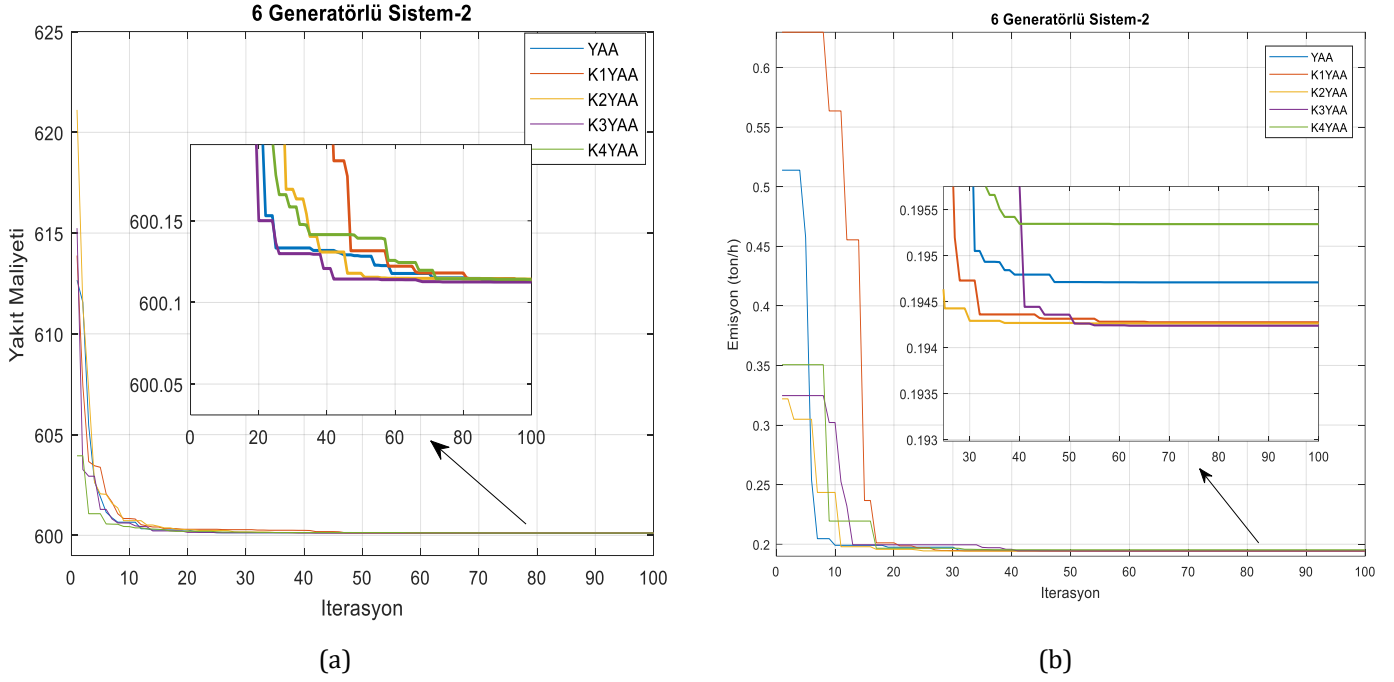 6 Generatörlü Sistem-2
625
620
615
610
605
600
Yakıt Maliyeti
YAA
K1YAA
K2YAA
K3YAA
K4YAA
600.15
600.1
600.05
0 20 40 60 80 100
0 10 20 30 40 50 60 70 80 90 100
Iterasyon
(a)
6 Generatörlü Sistem-2
0.6
0.55
0.5
0.45
0.4
0.35
0.3
0.25
0.2
Emisyon (ton/h)
YAA
K1YAA
K2YAA
K3YAA
K4YAA
0.1955
0.195
0.1945
0.194
0.1935
0.193
30 40 50 60 70 80 90 100
0 10 20 30 40 50 60 70 80 90 100
Iterasyon
(b)